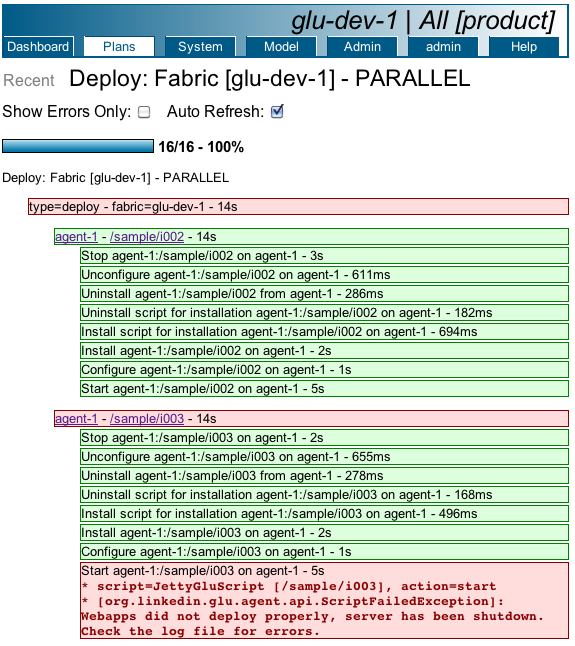 glu-dev-1 | All [product]
Dashboard Plans System Model Admin admin Help
Recent Deploy: Fabric [glu-dev-1] - PARALLEL
Show Errors Only: Auto Refresh:
16/16 - 100%
Deploy: Fabric [glu-dev-1] - PARALLEL
type=deploy - fabric=glu-dev-1 - 14s
agent-1 - /sample/i002 - 14s
Stop agent-1:/sample/i002 on agent-1 - 3s
Unconfigure agent-1:/sample/i002 on agent-1 - 611ms
Uninstall agent-1:/sample/i002 from agent-1 - 286ms
Uninstall script for installation agent-1:/sample/i002 on agent-1 - 182ms
Install script for installation agent-1:/sample/i002 on agent-1 - 694ms
Install agent-1:/sample/i002 on agent-1 - 2s
Configure agent-1:/sample/i002 on agent-1 - 1s
Start agent-1:/sample/i002 on agent-1 - 5s
agent-1 - /sample/i003 - 14s
Stop agent-1:/sample/i003 on agent-1 - 2s
Unconfigure agent-1:/sample/i003 on agent-1 - 655ms
Uninstall agent-1:/sample/i003 from agent-1 - 278ms
Uninstall script for installation agent-1:/sample/i003 on agent-1 - 168ms
Install script for installation agent-1:/sample/i003 on agent-1 - 496ms
Install agent-1:/sample/i003 on agent-1 - 2s
Configure agent-1:/sample/i003 on agent-1 - 1s
Start agent-1:/sample/i003 on agent-1 - 5s
* script=JettyGluScript [/sample/i003], action=start
* [org.linkedin.glu.agent.api.ScriptFailedException]:
Webapps did not deploy properly, server has been shutdown.
Check the log file for errors.